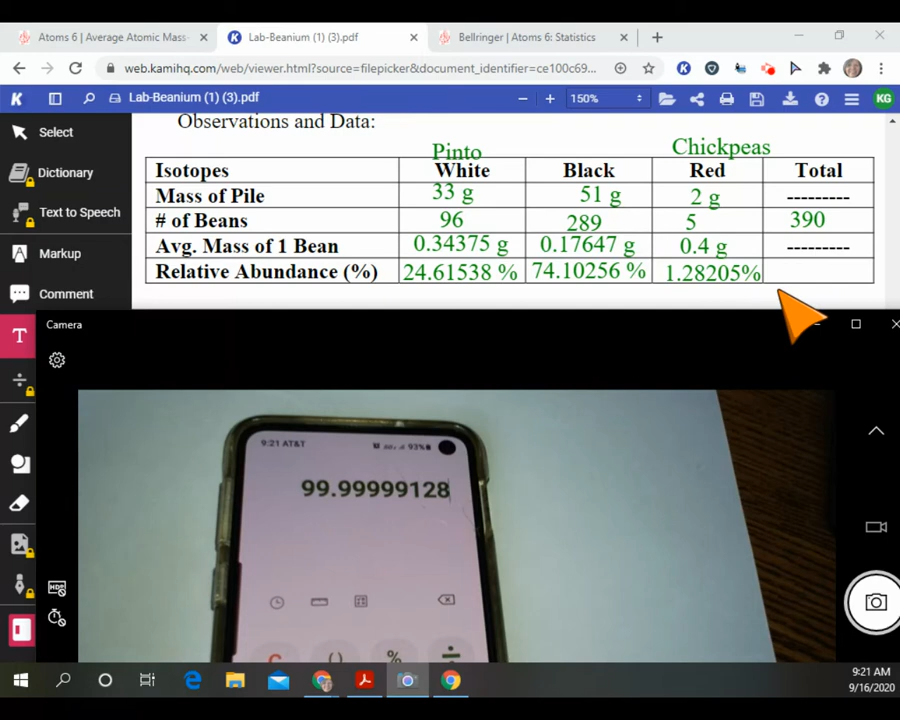 Atoms 6 | Average Atomic Mass-
Lab-Beanium (1) (3).pdf
Bellringer | Atoms 6: Statistics
web.kamihq.com/web/viewer.html?source=filepicker&document_identifier=ce100c69...
K
Lab-Beanium (1) (3).pdf
150%
KG
Select
Dictionary
Text to Speech
Markup
Comment
T
Observations and Data:
Pinto
Chickpeas
Isotopes White Black Red Total
Mass of Pile 33 g 51 g 2 g ---------
# of Beans 96 289 5 390
Avg. Mass of 1 Bean 0.34375 g 0.17647 g 0.4 g ---------
Relative Abundance (%) 24.61538 % 74.10256 % 1.28205%
Camera
9:21 AT&T 93%
99.99999128
C () % ÷
HDR
9:21 AM
9/16/2020